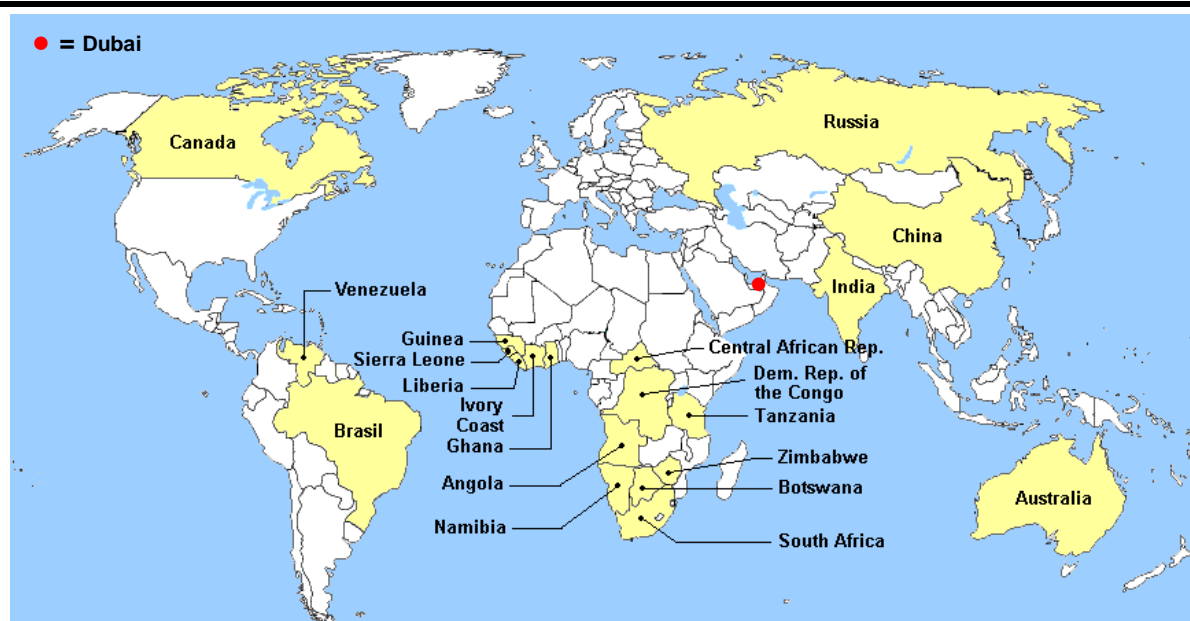 = Dubai
Canada
Russia
China
India
Venezuela
Guinea
Sierra Leone
Liberia
Ivory
Coast
Ghana
Central African Rep.
Dem. Rep. of
the Congo
Tanzania
Brasil
Angola
Namibia
Zimbabwe
Botswana
South Africa
Australia